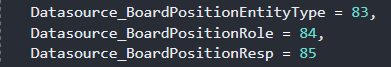 Datasource_BoardPositionEntityType = 83,
Datasource_BoardPositionRole = 84,
Datasource_BoardPositionResp = 85